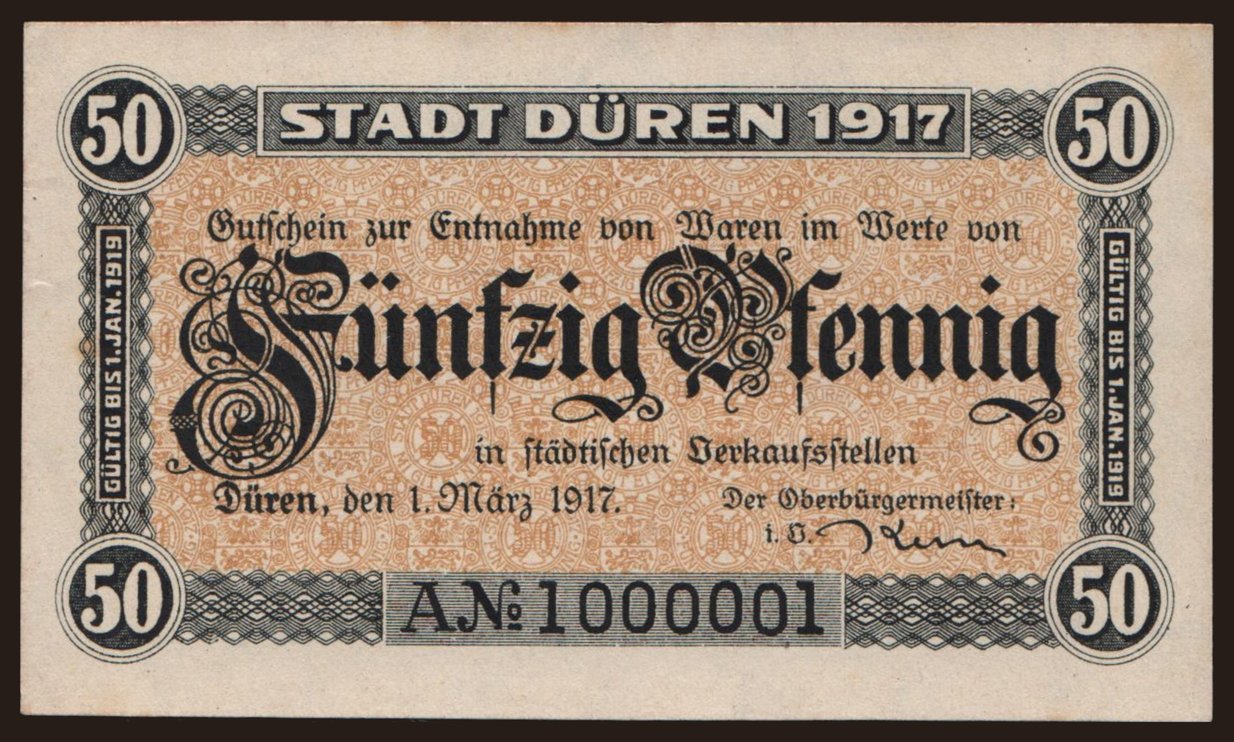 50 STADT DÜREN 1917 50
GÜLTIG BIS 1. JAN. 1919
Gutschein zur Entnahme von Waren im Werte von
Fünfzig Pfennig
in städtischen Verkaufsstellen
Düren, den 1. März 1917. Der Oberbürgermeister:
i. V.
GÜLTIG BIS 1. JAN. 1919
50 A № 1000001 50